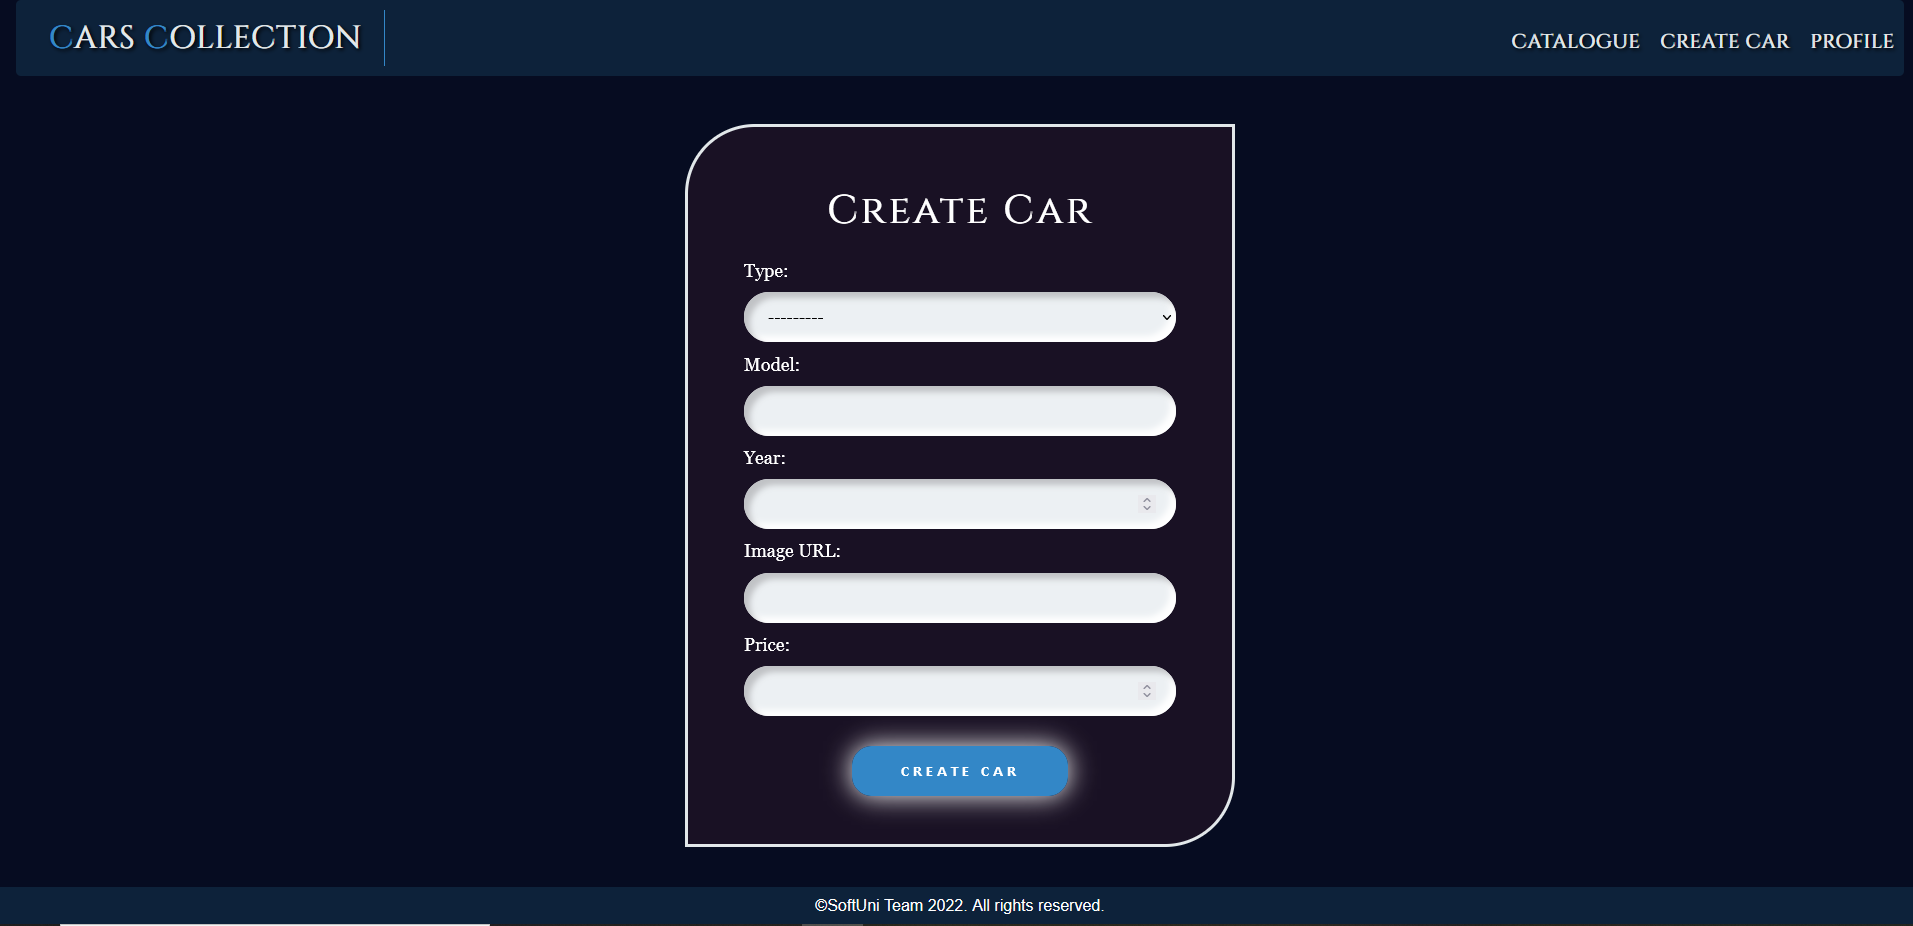 CARS COLLECTION
CATALOGUE CREATE CAR PROFILE
CREATE CAR
Type:
---------
Model:
Year:
Image URL:
Price:
CREATE CAR
©SoftUni Team 2022. All rights reserved.